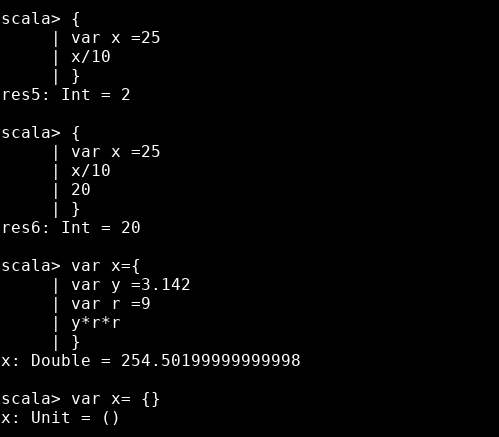 scala> {
     | var x =25
     | x/10
     | }
res5: Int = 2
scala> {
     | var x =25
     | x/10
     | 20
     | }
res6: Int = 20
scala> var x={
     | var y =3.142
     | var r =9
     | y*r*r
     | }
x: Double = 254.50199999999998
scala> var x= {}
x: Unit = ()